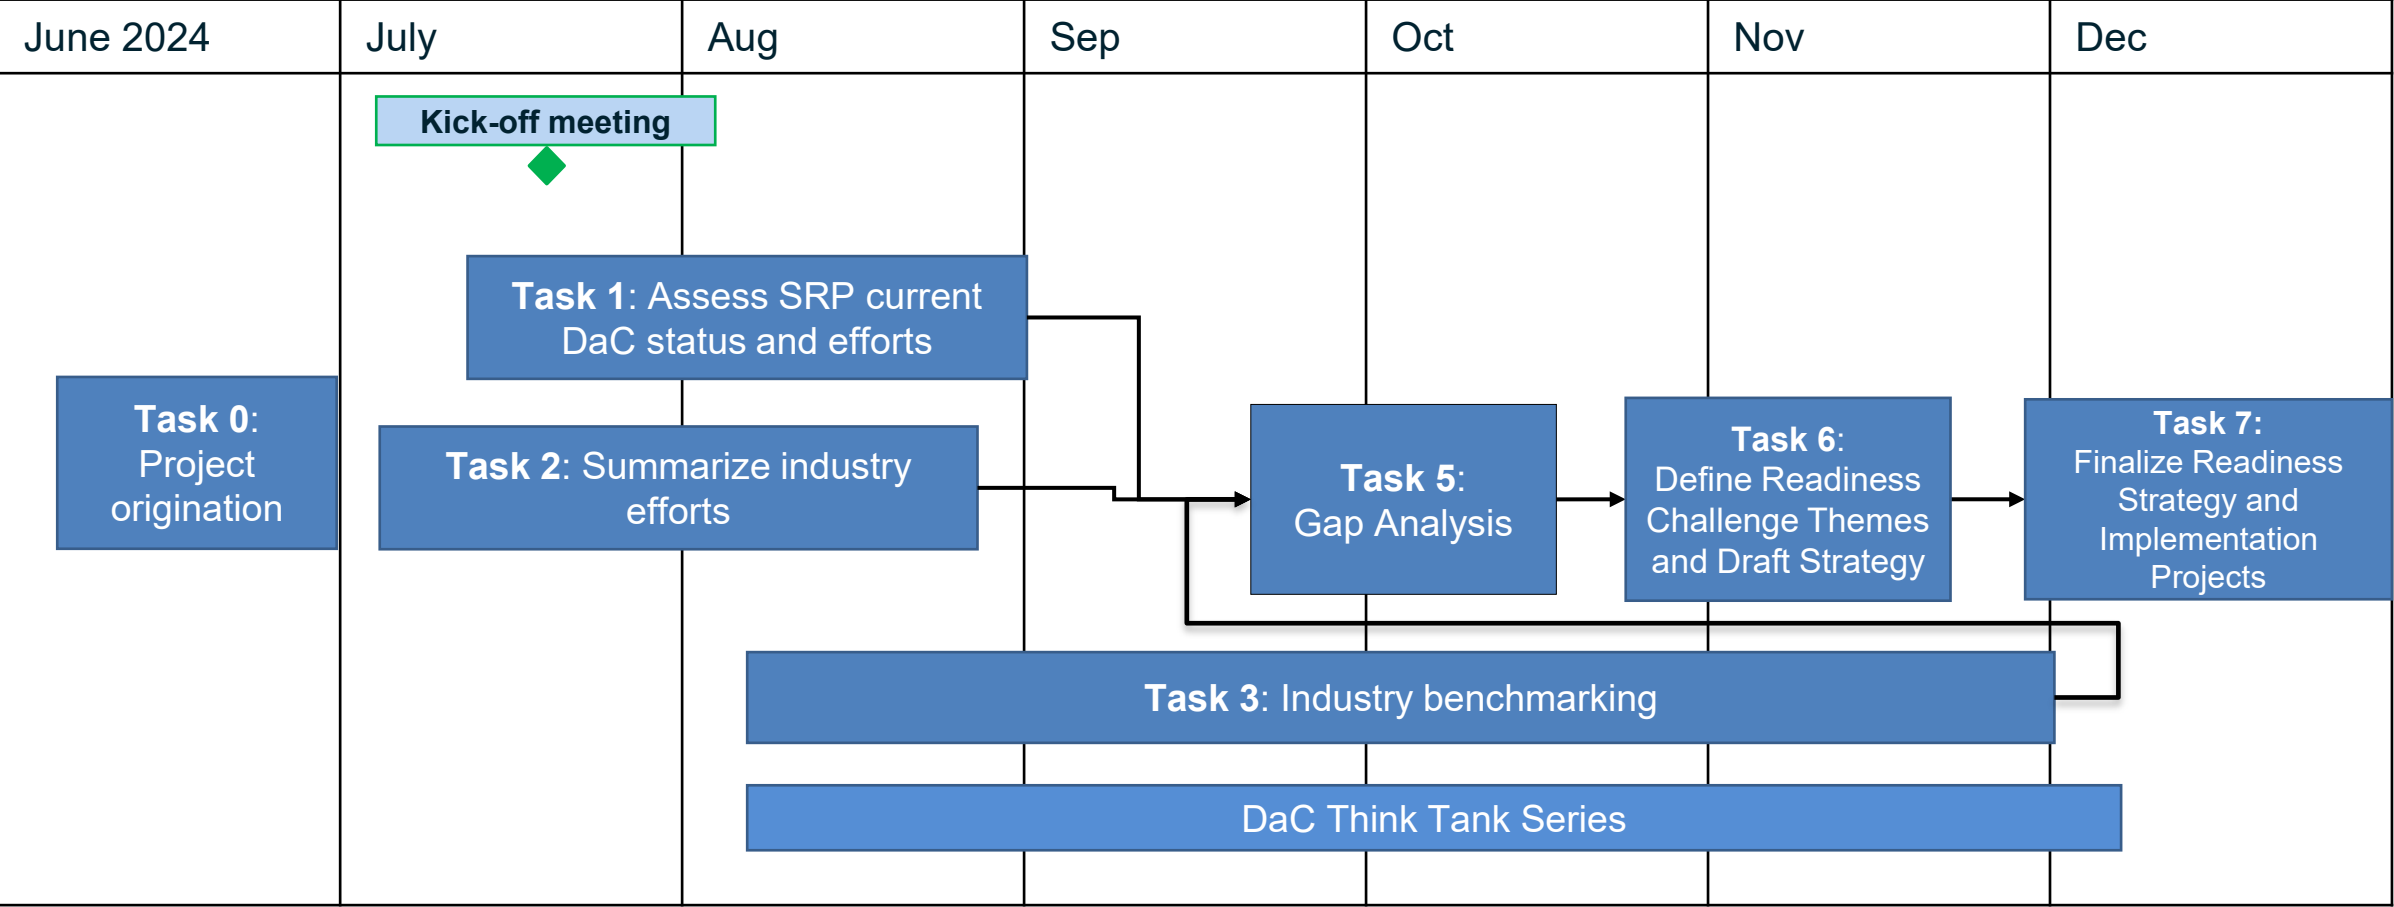 June 2024
July
Aug
Sep
Oct
Nov
Dec
Kick-off meeting
Task 1: Assess SRP current
DaC status and efforts
Task 0:
Project
origination
Task 2: Summarize industry
efforts
Task 5:
Gap Analysis
Task 6:
Define Readiness
Challenge Themes
and Draft Strategy
Task 7:
Finalize Readiness
Strategy and
Implementation
Projects
Task 3: Industry benchmarking
DaC Think Tank Series